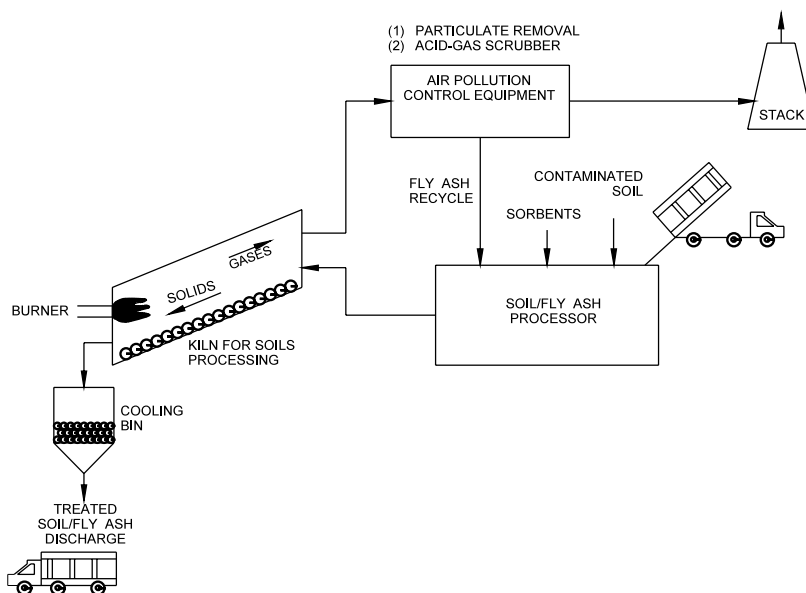 (1) PARTICULATE REMOVAL
(2) ACID-GAS SCRUBBER
AIR POLLUTION
CONTROL EQUIPMENT
STACK
FLY ASH
RECYCLE
SORBENTS
CONTAMINATED
SOIL
GASES
SOLIDS
BURNER
SOIL/FLY ASH
PROCESSOR
KILN FOR SOILS
PROCESSING
COOLING
BIN
TREATED
SOIL/FLY ASH
DISCHARGE